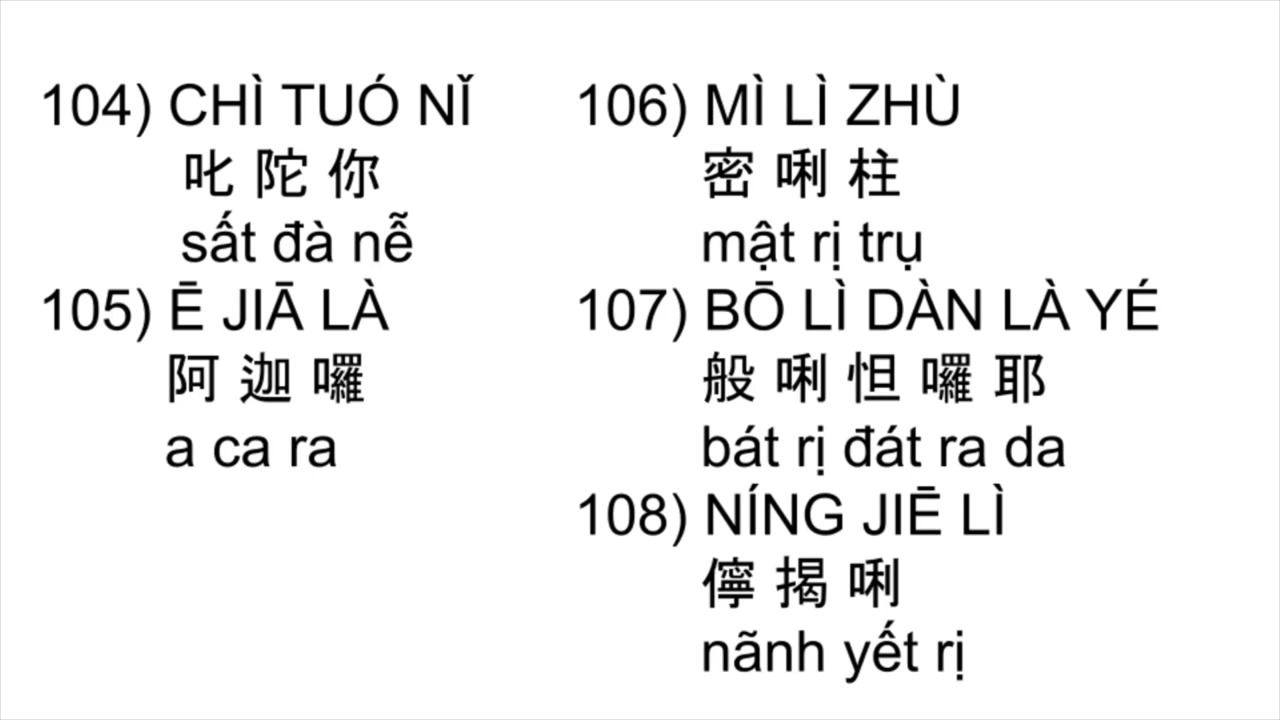 104) CHÌ TUÓ NǏ
叱 陀 你
sất đà nễ
105) Ē JIĀ LÀ
阿 迦 囉
a ca ra
106) MÌ LÌ ZHÙ
密 唎 柱
mật rị trụ
107) BŌ LÌ DÀN LÀ YÉ
般 唎 怛 囉 耶
bát rị đát ra da
108) NÍNG JIĒ LÌ
儜 揭 唎
nãnh yết rị